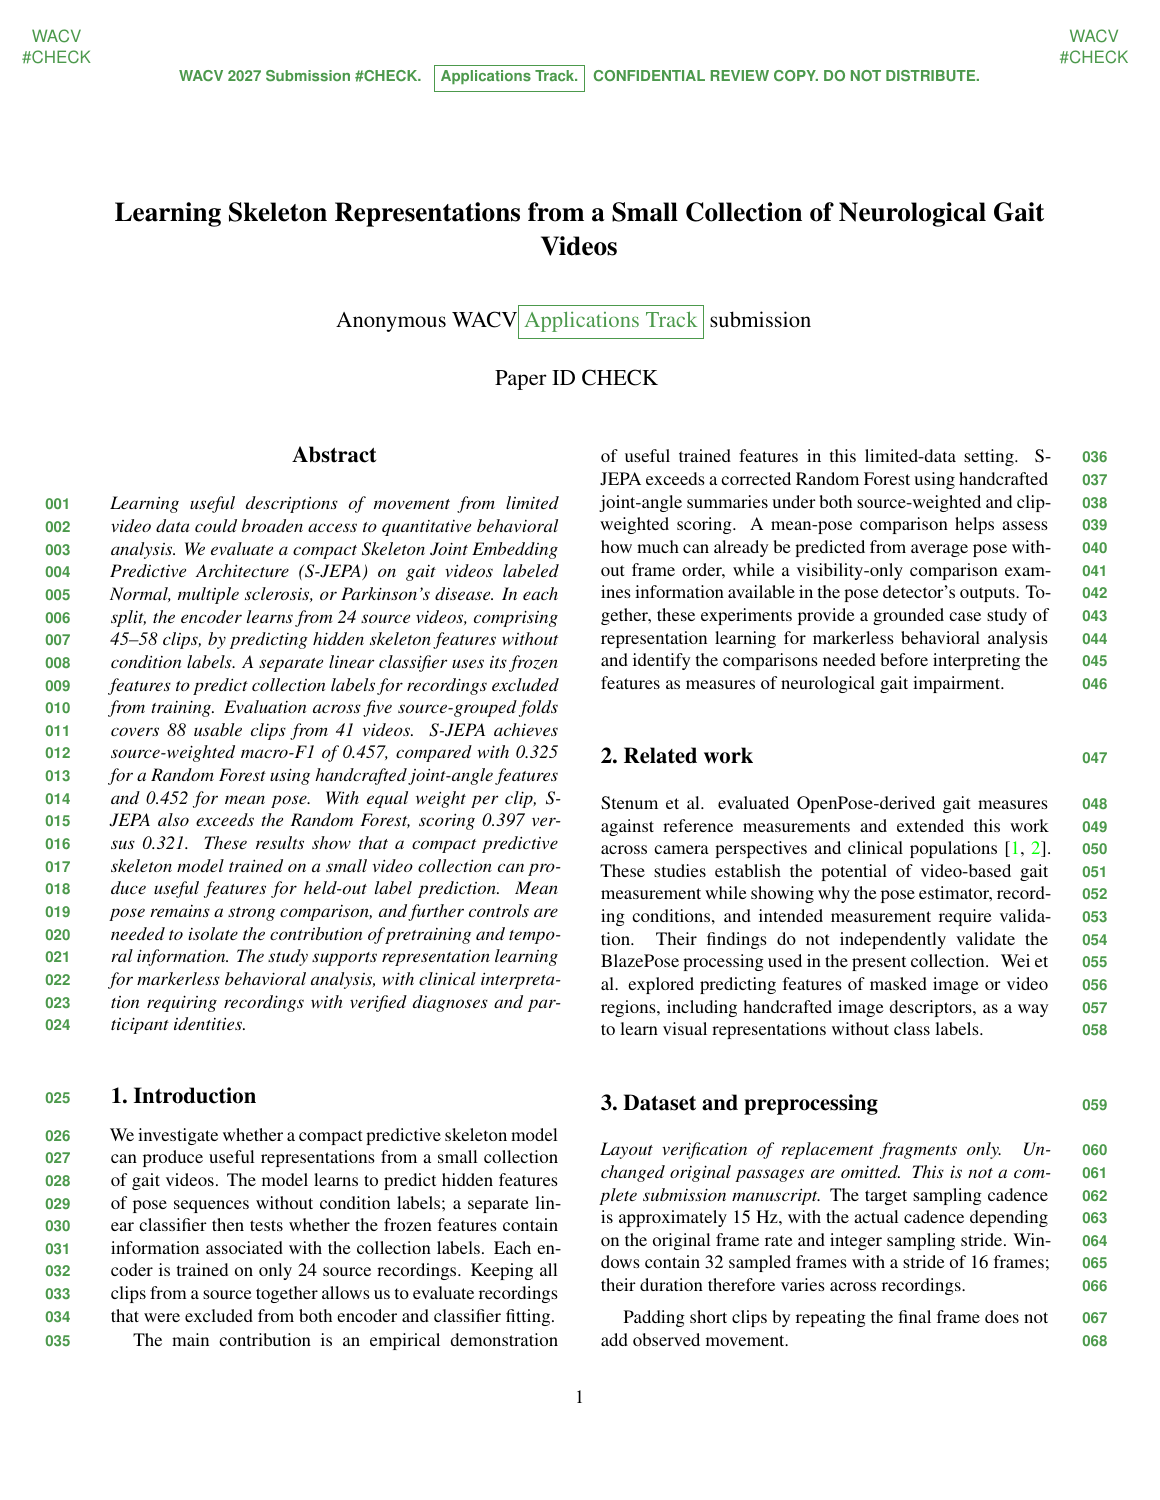 WACV
#CHECK
WACV
#CHECK
WACV 2027 Submission #CHECK. Applications Track. CONFIDENTIAL REVIEW COPY. DO NOT DISTRIBUTE.
Learning Skeleton Representations from a Small Collection of Neurological Gait
Videos
Anonymous WACV Applications Track submission
Paper ID CHECK
Abstract
001 Learning useful descriptions of movement from limited
002 video data could broaden access to quantitative behavioral
003 analysis. We evaluate a compact Skeleton Joint Embedding
004 Predictive Architecture (S-JEPA) on gait videos labeled
005 Normal, multiple sclerosis, or Parkinson's disease. In each
006 split, the encoder learns from 24 source videos, comprising
007 45–58 clips, by predicting hidden skeleton features without
008 condition labels. A separate linear classifier uses its frozen
009 features to predict collection labels for recordings excluded
010 from training. Evaluation across five source-grouped folds
011 covers 88 usable clips from 41 videos. S-JEPA achieves
012 source-weighted macro-F1 of 0.457, compared with 0.325
013 for a Random Forest using handcrafted joint-angle features
014 and 0.452 for mean pose. With equal weight per clip, S-
015 JEPA also exceeds the Random Forest, scoring 0.397 ver-
016 sus 0.321. These results show that a compact predictive
017 skeleton model trained on a small video collection can pro-
018 duce useful features for held-out label prediction. Mean
019 pose remains a strong comparison, and further controls are
020 needed to isolate the contribution of pretraining and tempo-
021 ral information. The study supports representation learning
022 for markerless behavioral analysis, with clinical interpreta-
023 tion requiring recordings with verified diagnoses and par-
024 ticipant identities.
025 1. Introduction
026 We investigate whether a compact predictive skeleton model
027 can produce useful representations from a small collection
028 of gait videos. The model learns to predict hidden features
029 of pose sequences without condition labels; a separate lin-
030 ear classifier then tests whether the frozen features contain
031 information associated with the collection labels. Each en-
032 coder is trained on only 24 source recordings. Keeping all
033 clips from a source together allows us to evaluate recordings
034 that were excluded from both encoder and classifier fitting.
035 The main contribution is an empirical demonstration
of useful trained features in this limited-data setting. S- 036
JEPA exceeds a corrected Random Forest using handcrafted 037
joint-angle summaries under both source-weighted and clip- 038
weighted scoring. A mean-pose comparison helps assess 039
how much can already be predicted from average pose with- 040
out frame order, while a visibility-only comparison exam- 041
ines information available in the pose detector's outputs. To- 042
gether, these experiments provide a grounded case study of 043
representation learning for markerless behavioral analysis 044
and identify the comparisons needed before interpreting the 045
features as measures of neurological gait impairment. 046
2. Related work 047
Stenum et al. evaluated OpenPose-derived gait measures 048
against reference measurements and extended this work 049
across camera perspectives and clinical populations [1, 2]. 050
These studies establish the potential of video-based gait 051
measurement while showing why the pose estimator, record- 052
ing conditions, and intended measurement require valida- 053
tion. Their findings do not independently validate the 054
BlazePose processing used in the present collection. Wei et 055
al. explored predicting features of masked image or video 056
regions, including handcrafted image descriptors, as a way 057
to learn visual representations without class labels. 058
3. Dataset and preprocessing 059
Layout verification of replacement fragments only. Un- 060
changed original passages are omitted. This is not a com- 061
plete submission manuscript. The target sampling cadence 062
is approximately 15 Hz, with the actual cadence depending 063
on the original frame rate and integer sampling stride. Win- 064
dows contain 32 sampled frames with a stride of 16 frames; 065
their duration therefore varies across recordings. 066
Padding short clips by repeating the final frame does not 067
add observed movement. 068
1